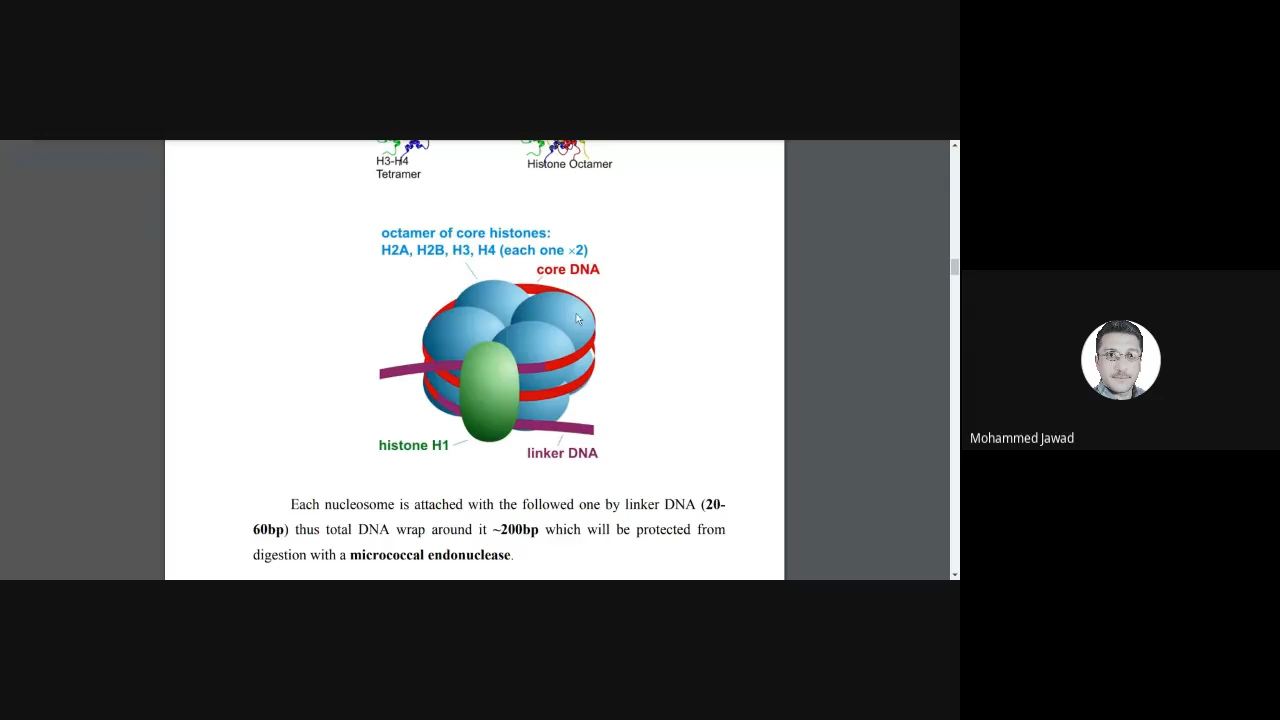 H3-H4
Tetramer
Histone Octamer
octamer of core histones:
H2A, H2B, H3, H4 (each one ×2)
core DNA
histone H1
linker DNA
Each nucleosome is attached with the followed one by linker DNA (20-
60bp) thus total DNA wrap around it ~200bp which will be protected from
digestion with a micrococcal endonuclease.
Mohammed Jawad